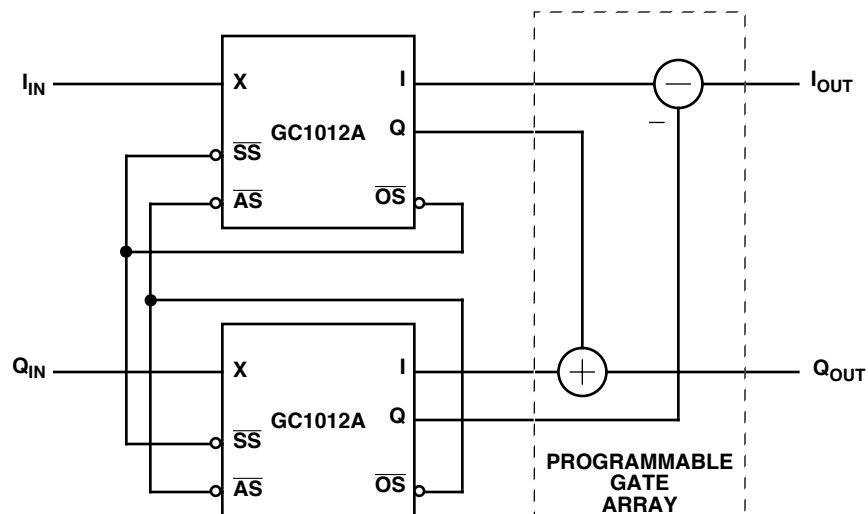 I_IN X I I_OUT
GC1012A Q
SS
AS OS
Q_IN X I Q_OUT
GC1012A Q
SS
AS OS
PROGRAMMABLE
GATE
ARRAY